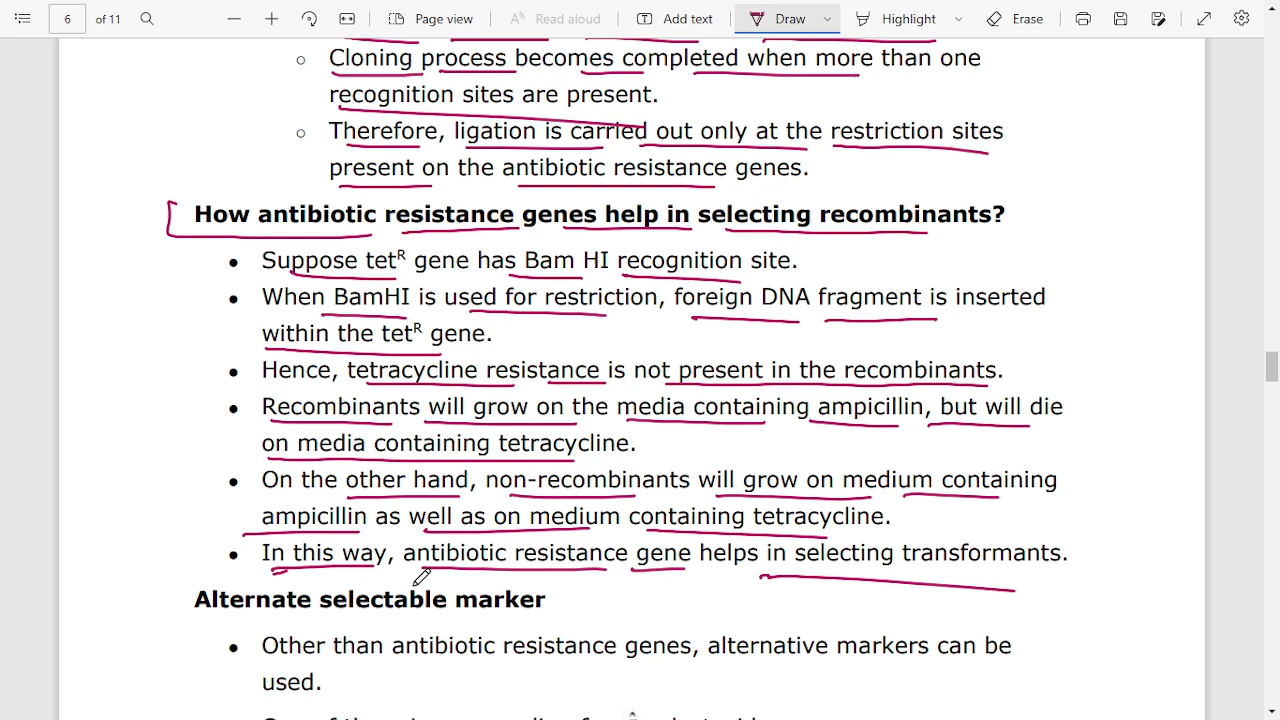 6 of 11 Page view Read aloud Add text Draw Highlight Erase
Cloning process becomes completed when more than one
recognition sites are present.
Therefore, ligation is carried out only at the restriction sites
present on the antibiotic resistance genes.
How antibiotic resistance genes help in selecting recombinants?
Suppose tetᴿ gene has Bam HI recognition site.
When BamHI is used for restriction, foreign DNA fragment is inserted
within the tetᴿ gene.
Hence, tetracycline resistance is not present in the recombinants.
Recombinants will grow on the media containing ampicillin, but will die
on media containing tetracycline.
On the other hand, non-recombinants will grow on medium containing
ampicillin as well as on medium containing tetracycline.
In this way, antibiotic resistance gene helps in selecting transformants.
Alternate selectable marker
Other than antibiotic resistance genes, alternative markers can be
used.